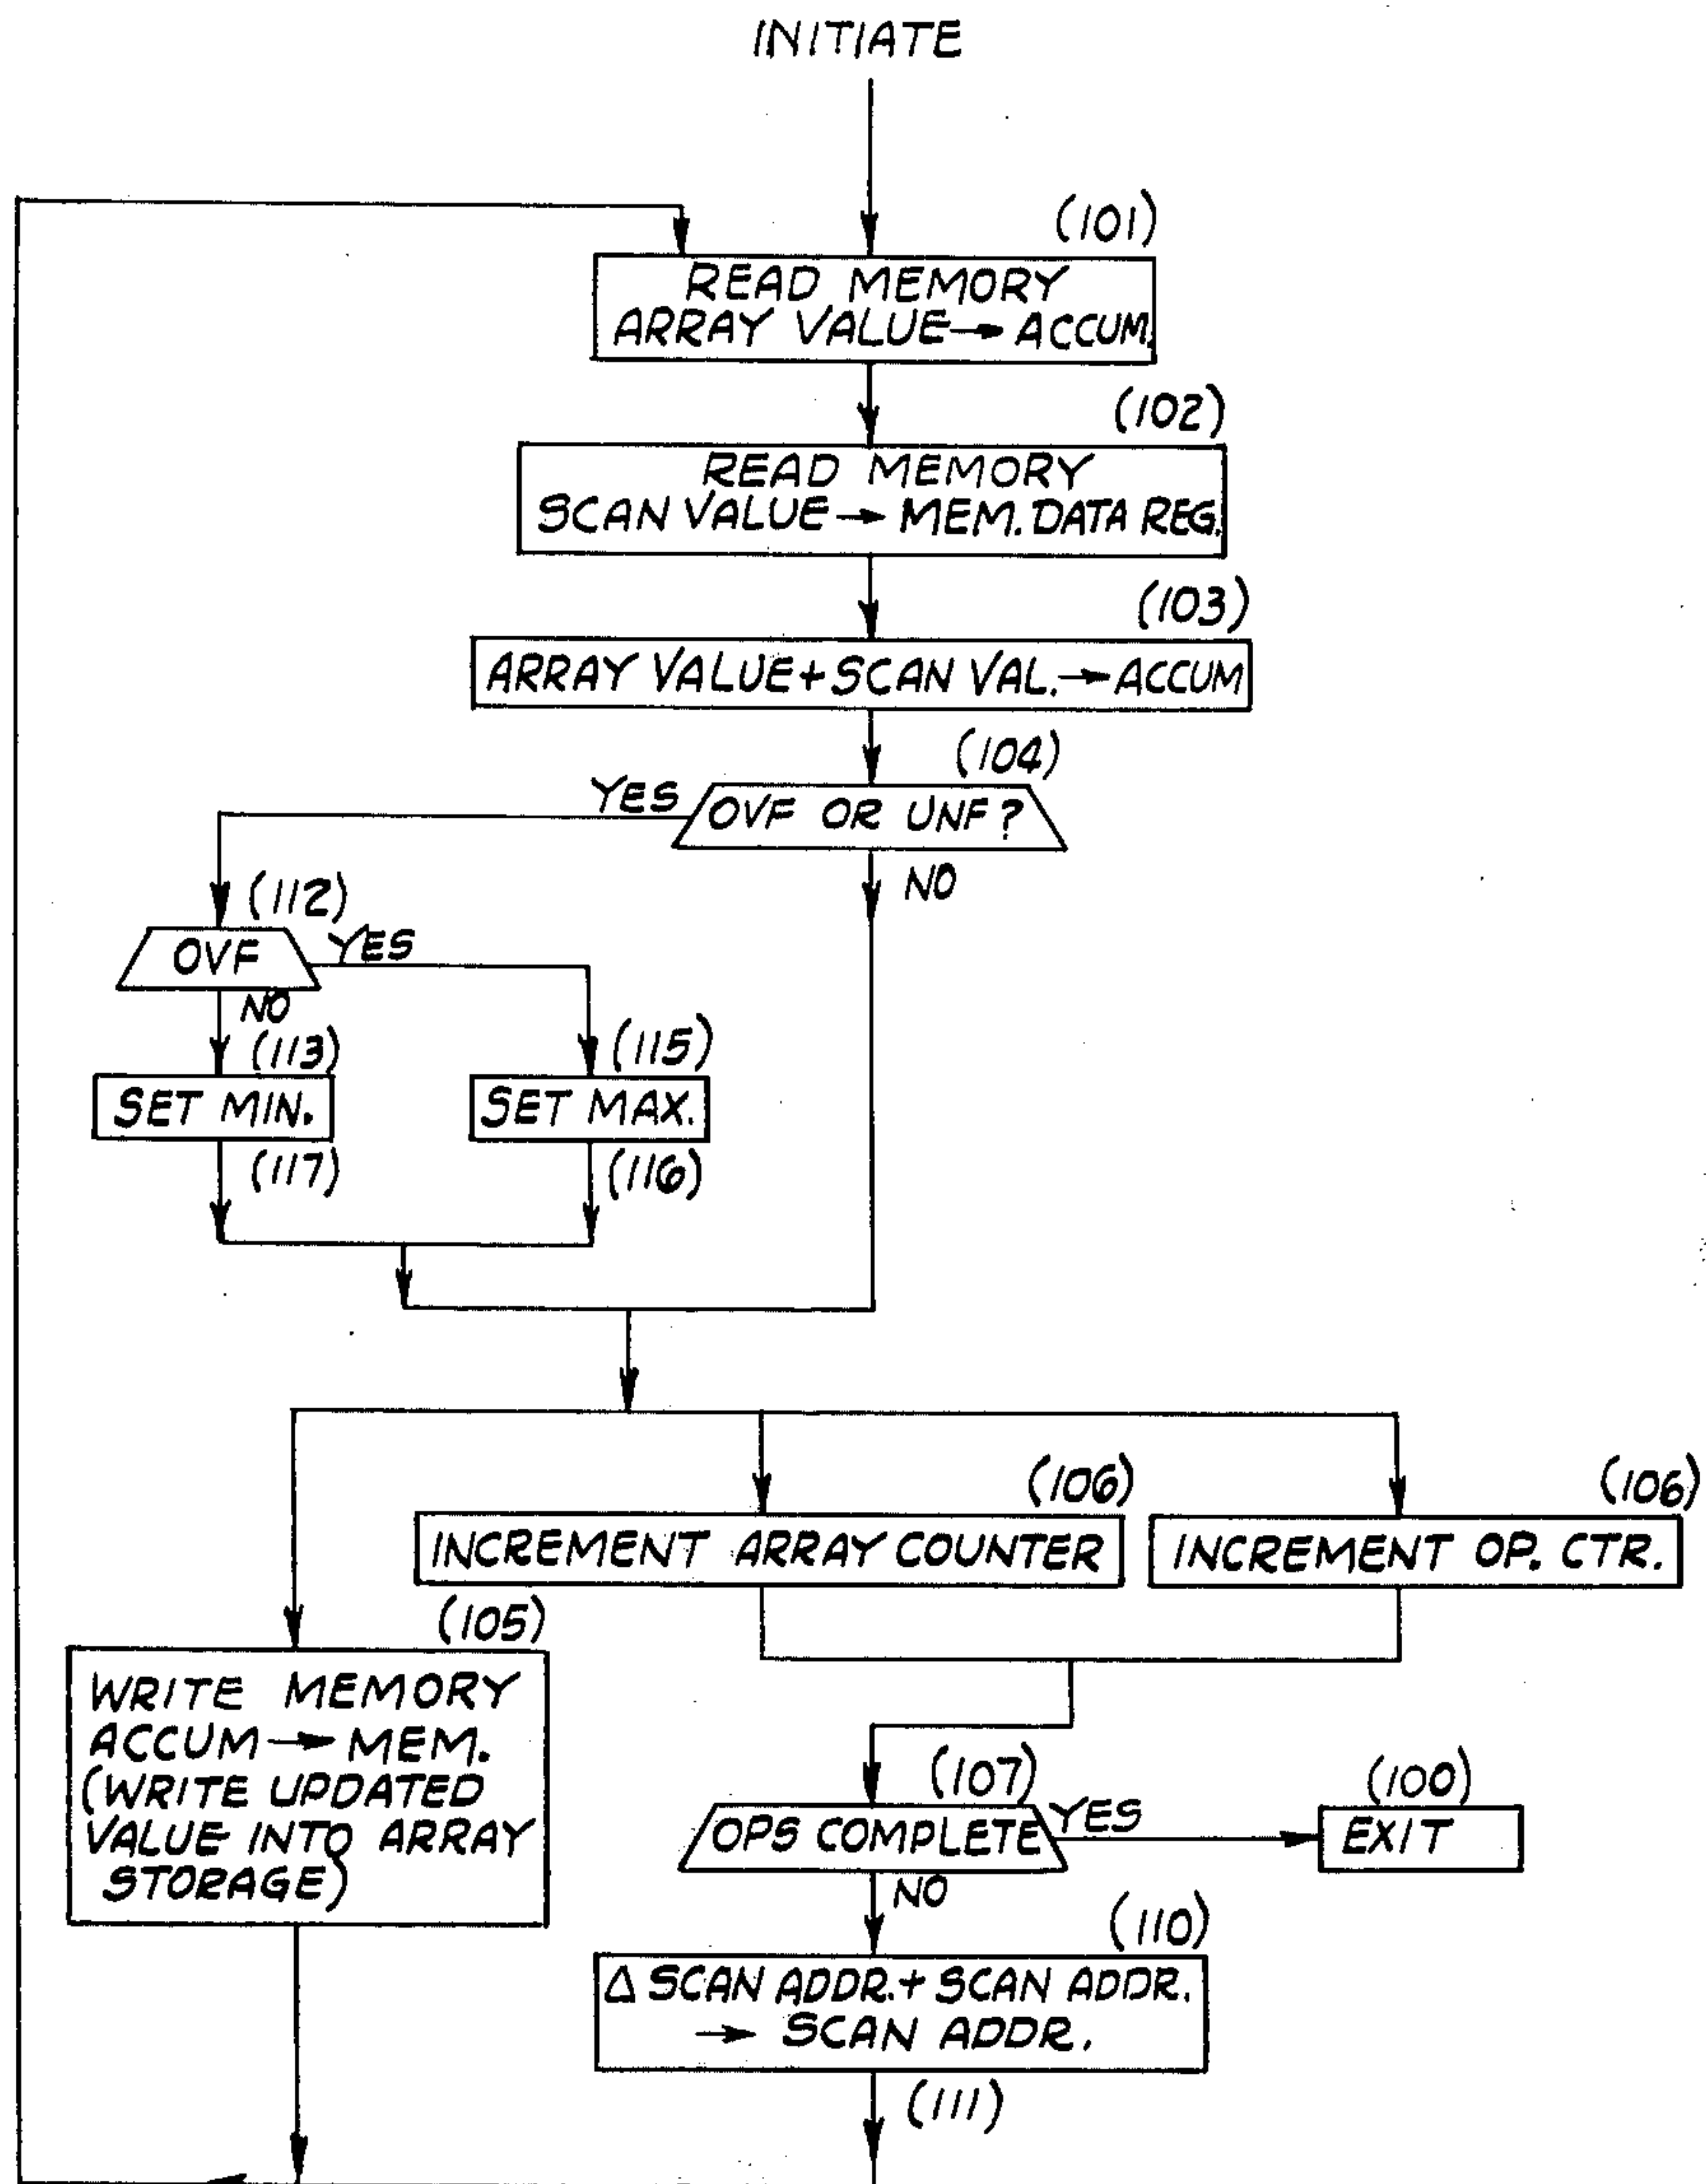 INITIATE
(101)
READ MEMORY
ARRAY VALUE → ACCUM.
(102)
READ MEMORY
SCAN VALUE → MEM. DATA REG.
(103)
ARRAY VALUE + SCAN VAL. → ACCUM
(104)
YES
OVF OR UNF?
NO
(112)
OVF
YES
NO
(113)
(115)
SET MIN.
SET MAX.
(117)
(116)
(106)
(106)
INCREMENT ARRAY COUNTER
INCREMENT OP. CTR.
(105)
WRITE MEMORY
ACCUM → MEM.
(WRITE UPDATED
VALUE INTO ARRAY
STORAGE)
(107)
(100)
OPS COMPLETE
YES
EXIT
NO
(110)
Δ SCAN ADDR. + SCAN ADDR.
→ SCAN ADDR.
(111)